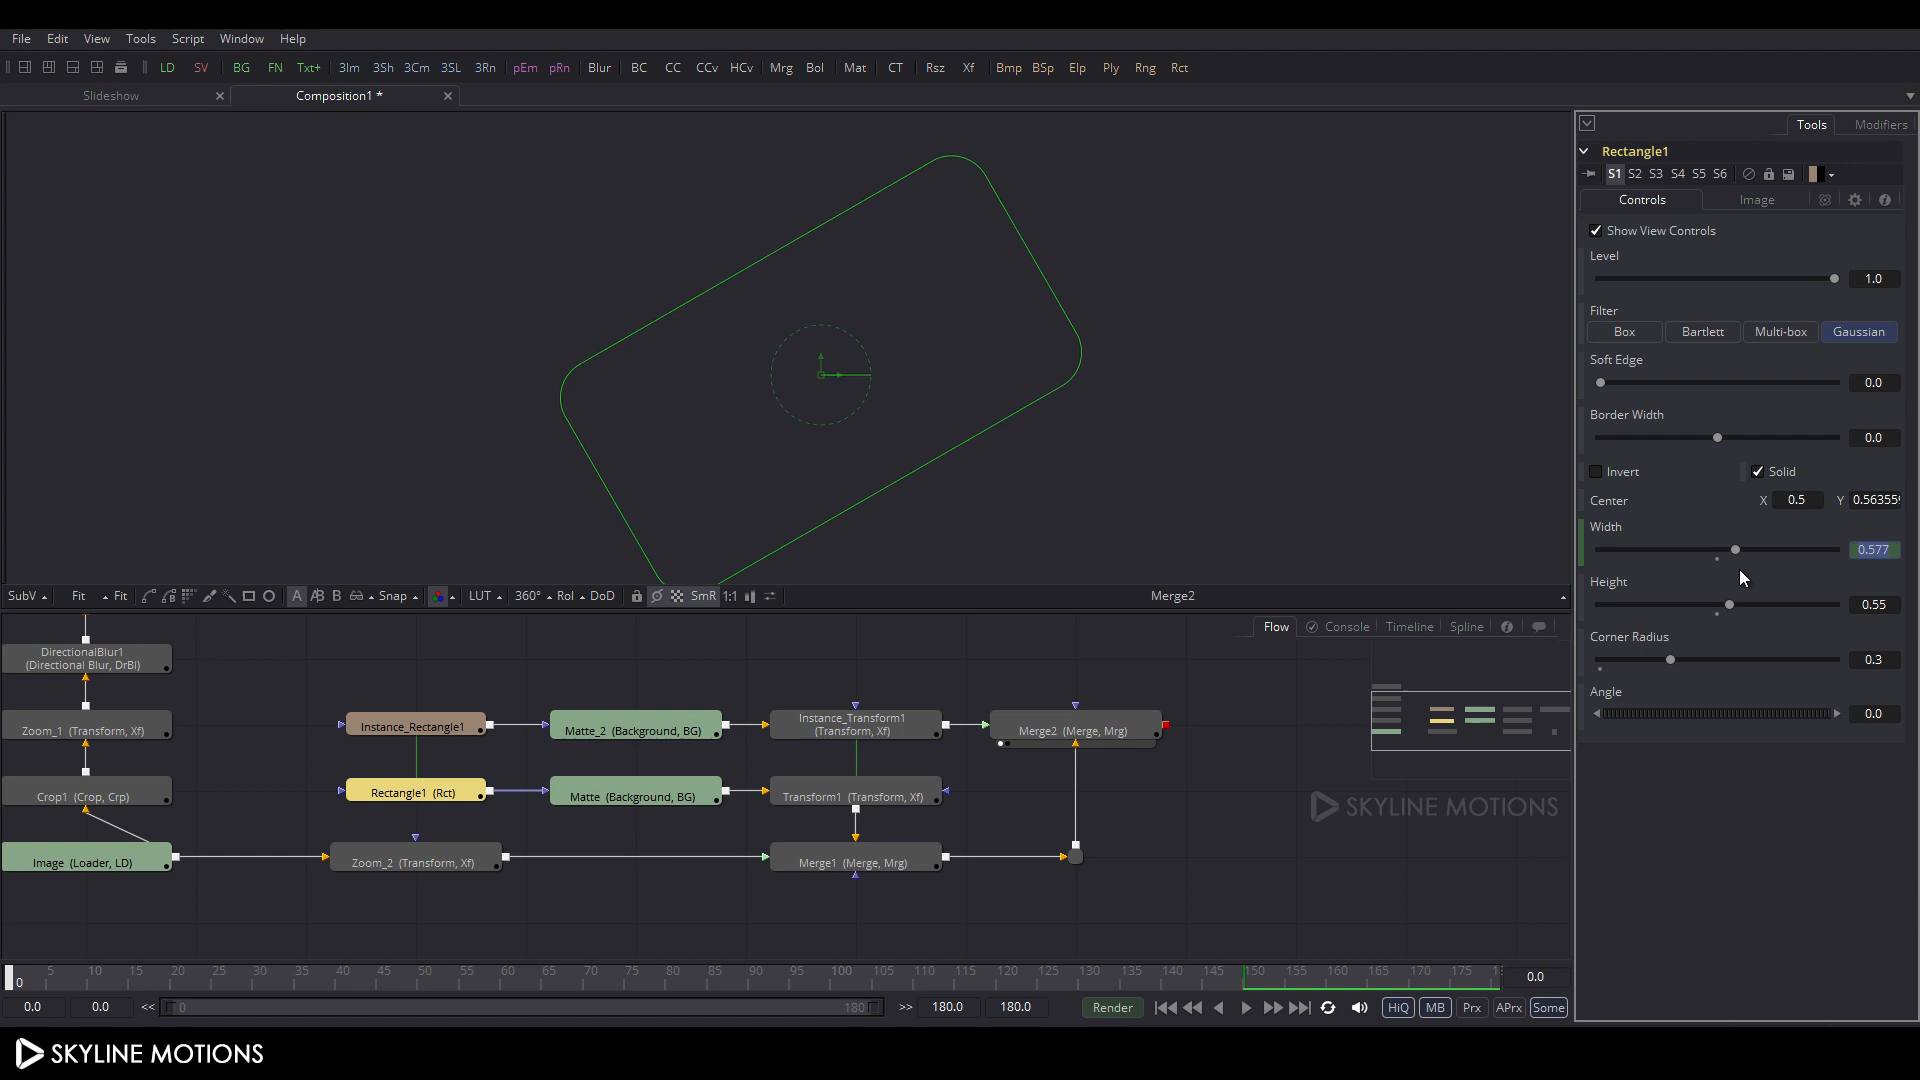 File Edit View Tools Script Window Help
LD SV BG FN Txt+ 3Im 3Sh 3Cm 3SL 3Rn pEm pRn Blur BC CC CCv HCv Mrg Bol Mat CT Rsz Xf Bmp BSp Elp Ply Rng Rct
Slideshow Composition1 *
Tools Modifiers
Rectangle1
S1 S2 S3 S4 S5 S6
Controls Image
Show View Controls
Level
1.0
Filter
Box Bartlett Multi-box Gaussian
Soft Edge
0.0
Border Width
0.0
Invert Solid
Center X 0.5 Y 0.56355
Width
0.577
Height
0.55
Corner Radius
0.3
Angle
0.0
SubV Fit Fit A AB B Snap LUT 360° RoI DoD SmR 1:1 Merge2
Flow Console Timeline Spline
DirectionalBlur1
(Directional Blur, DrBl)
Zoom_1 (Transform, Xf)
Instance_Rectangle1
Matte_2 (Background, BG)
Instance_Transform1
(Transform, Xf)
Merge2 (Merge, Mrg)
Crop1 (Crop, Crp)
Rectangle1 (Rct)
Matte (Background, BG)
Transform1 (Transform, Xf)
SKYLINE MOTIONS
Image (Loader, LD)
Zoom_2 (Transform, Xf)
Merge1 (Merge, Mrg)
0 5 10 15 20 25 30 35 40 45 50 55 60 65 70 75 80 85 90 95 100 105 110 115 120 125 130 135 140 145 150 155 160 165 170 175 0.0
0.0 0.0 << 0 180 >> 180.0 180.0 Render HiQ MB Prx APrx Some
SKYLINE MOTIONS